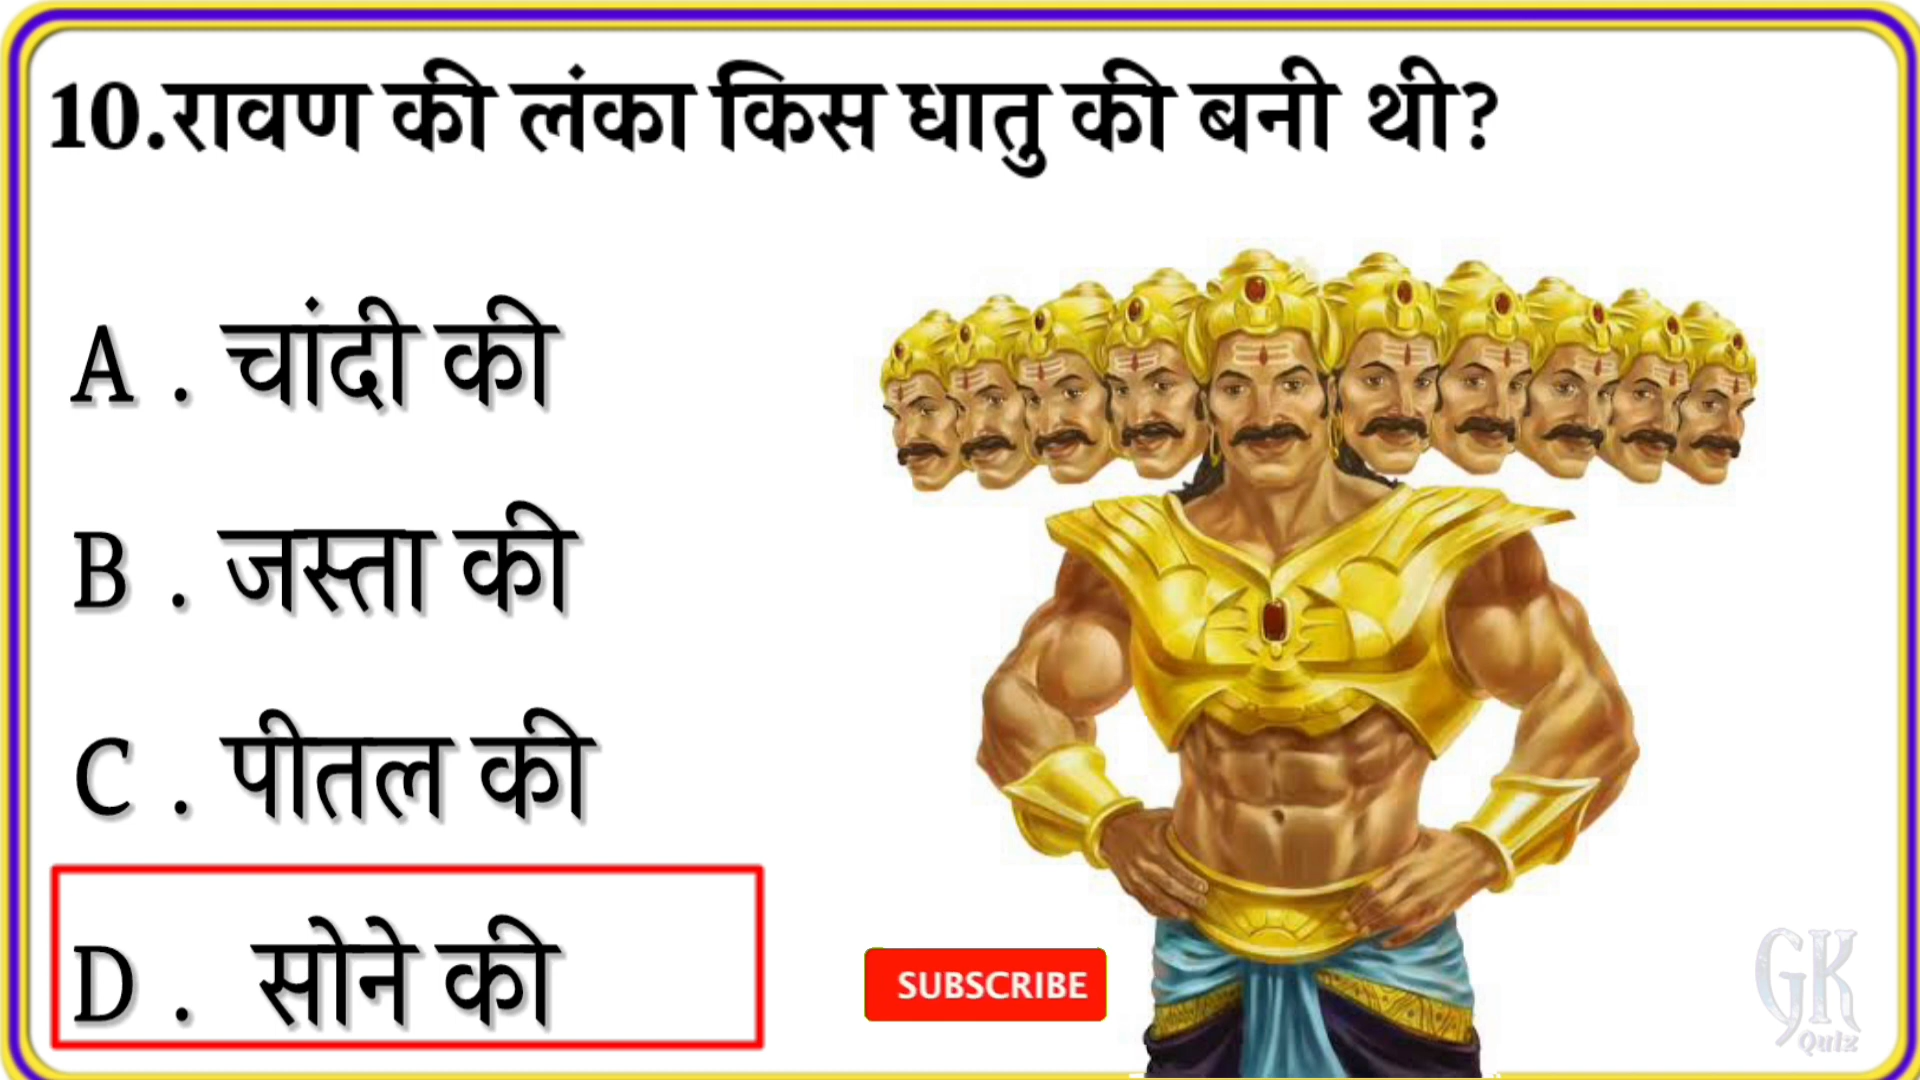 10.रावण की लंका किस धातु की बनी थी?
A . चांदी की
B . जस्ता की
C . पीतल की
D . सोने की
SUBSCRIBE
GK
Quiz